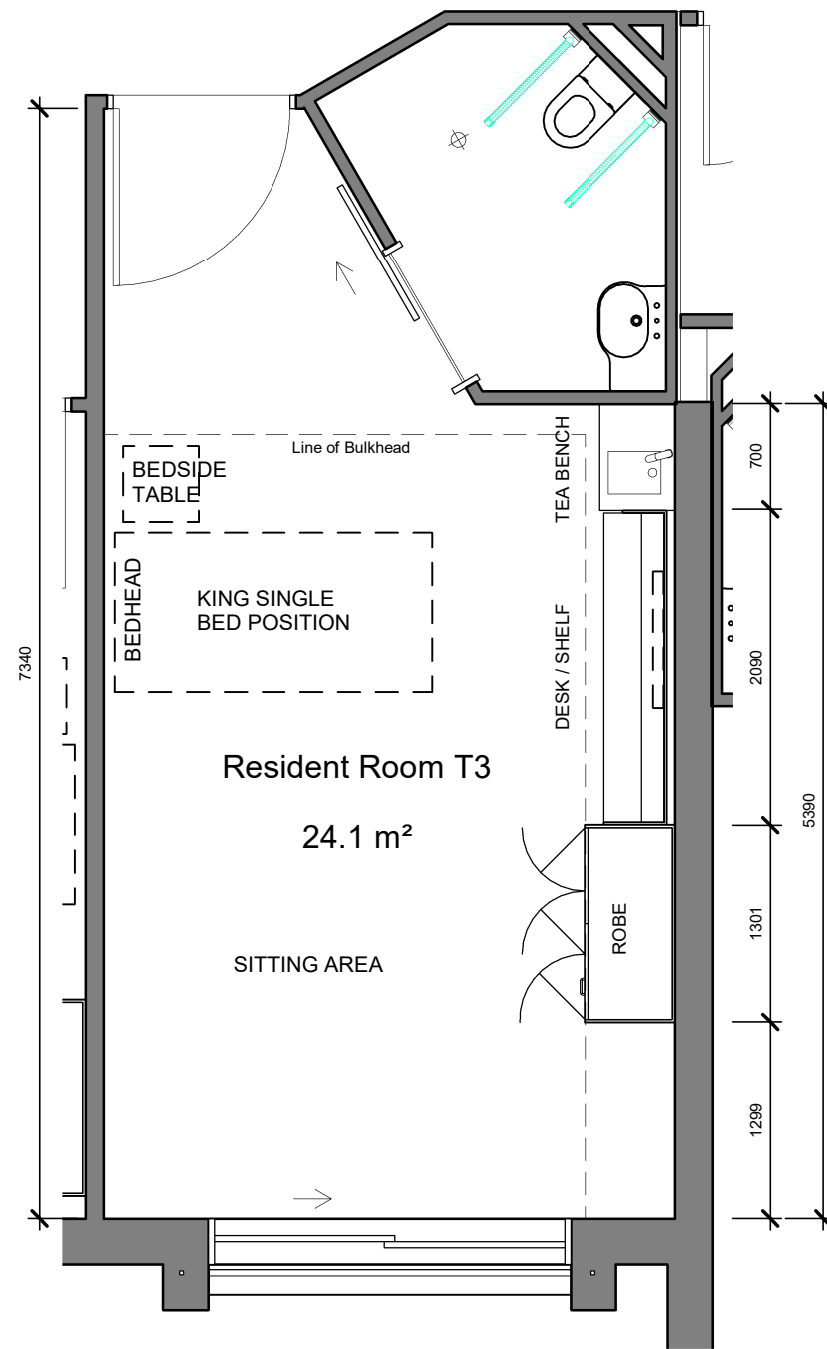 Line of Bulkhead
BEDSIDE
TABLE
TEA BENCH
700
BEDHEAD
KING SINGLE
BED POSITION
DESK / SHELF
7340
2090
Resident Room T3
24.1 m²
5390
ROBE
1301
SITTING AREA
1299